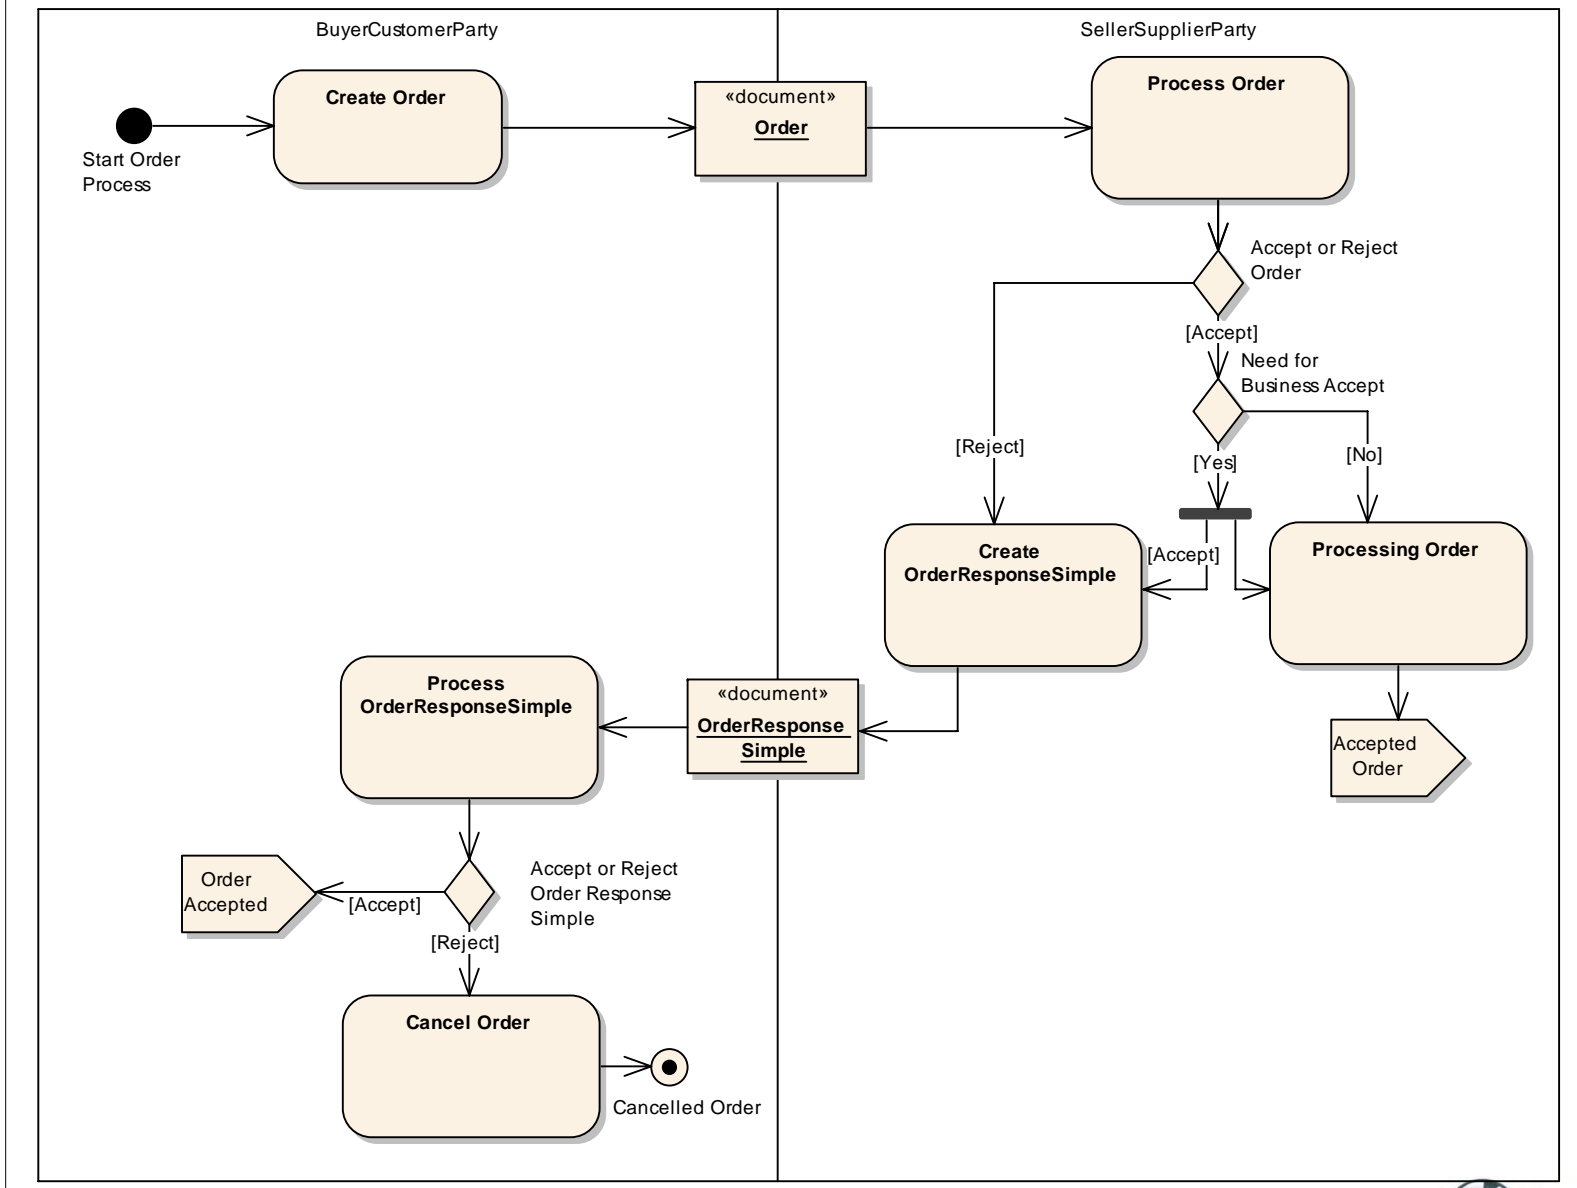 BuyerCustomerParty
SellerSupplierParty
Create Order
«document»
Order
Process Order
Start Order
Process
Accept or Reject
Order
[Accept]
Need for
Business Accept
[Reject]
[Yes]
[No]
Create
OrderResponseSimple
[Accept]
Processing Order
Process
OrderResponseSimple
«document»
OrderResponse
Simple
Accepted
Order
Order
Accepted
[Accept]
Accept or Reject
Order Response
Simple
[Reject]
Cancel Order
Cancelled Order